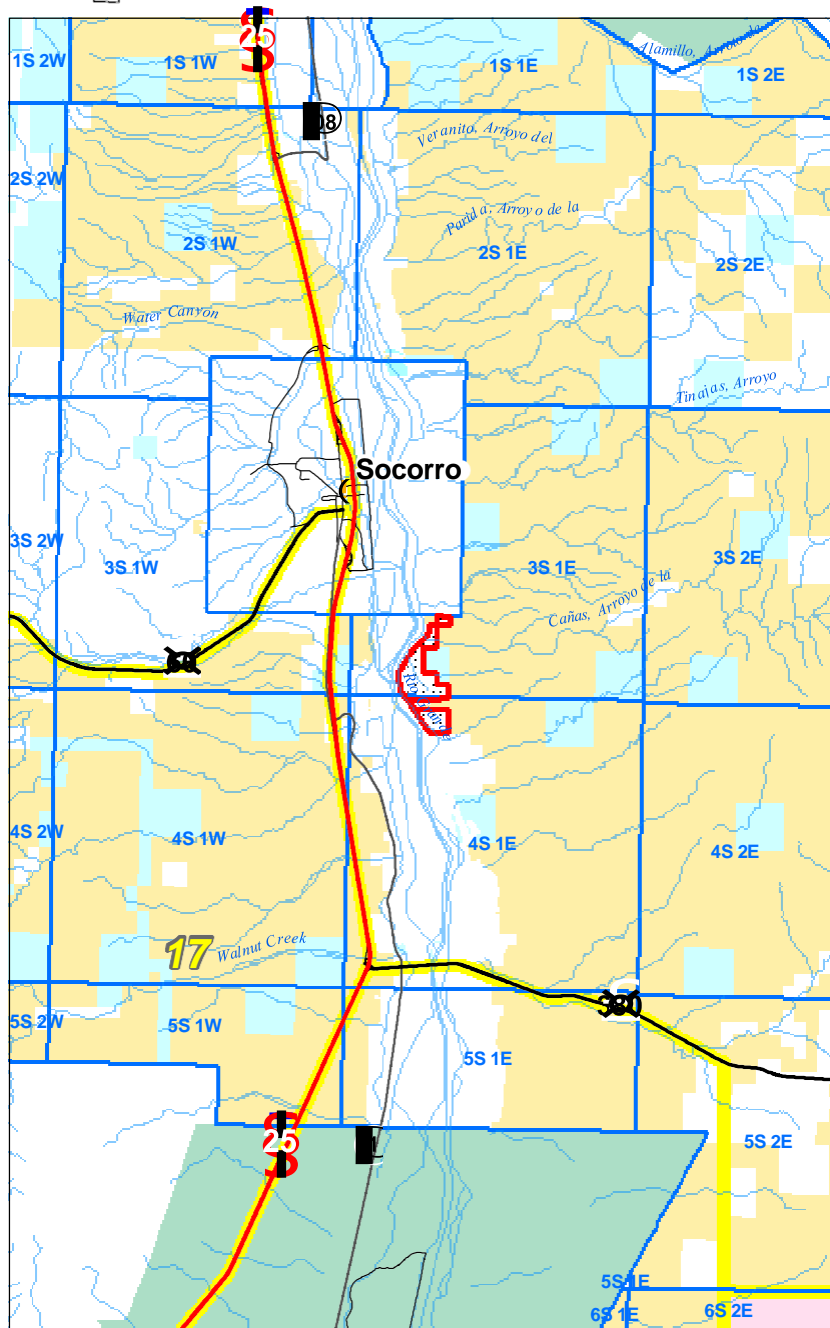 25
1S 2W
1S 1W
1S 1E
Alamillo, Arroyo
1S 2E
Veranito, Arroyo del
2S 2W
Parida, Arroyo de la
2S 1W
2S 1E
2S 2E
Water Canyon
Tinajas, Arroyo
Socorro
3S 2W
3S 1W
3S 1E
3S 2E
Cañas, Arroyo de la
Rio
4S 2W
4S 1W
4S 1E
4S 2E
17
Walnut Creek
380
5S 2W
5S 1W
5S 1E
25
5S 2E
5S 1E
6S 1E
6S 2E